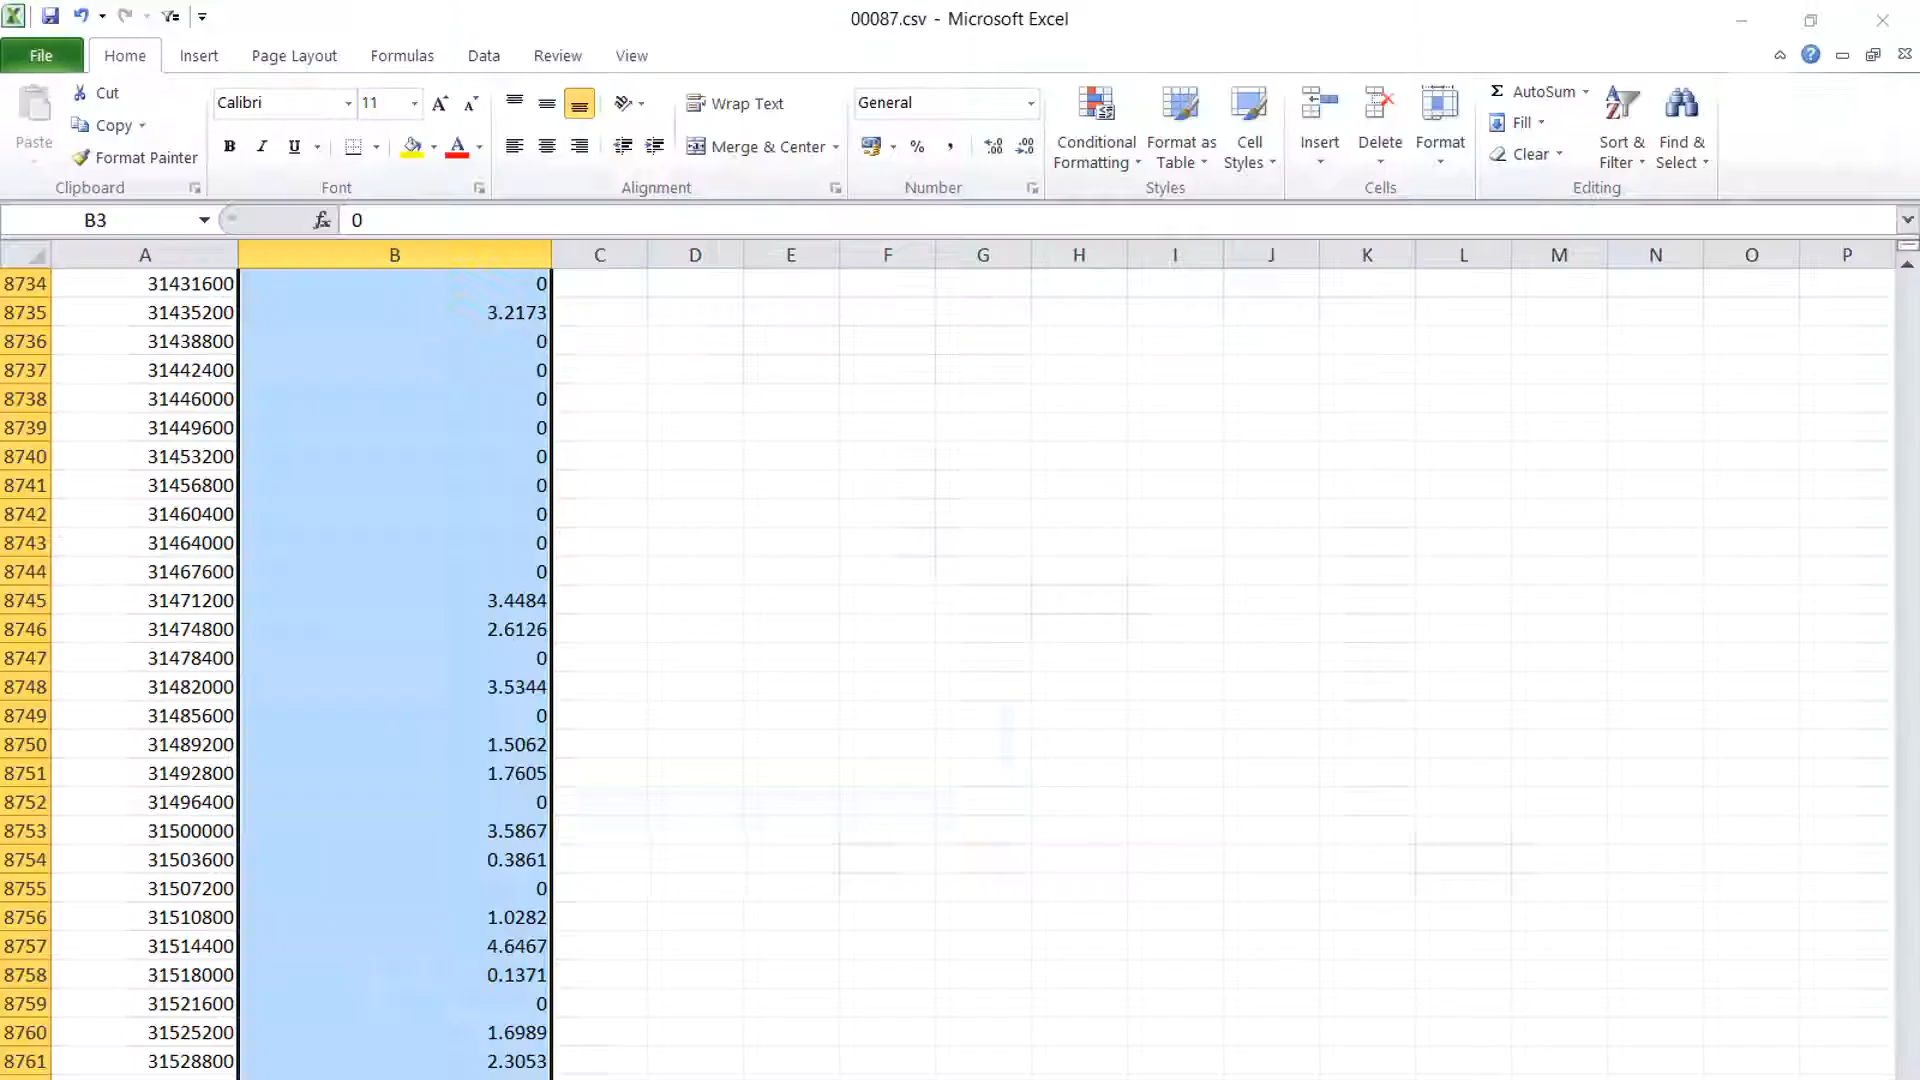 00087.csv - Microsoft Excel
File Home Insert Page Layout Formulas Data Review View
Paste Cut Copy Format Painter Clipboard
Calibri 11 B I U A Font
Wrap Text Merge & Center Alignment
General % , Number
Conditional Formatting Format as Table Cell Styles Styles
Insert Delete Format Cells
Σ AutoSum Fill Clear Sort & Filter Find & Select Editing
B3 fx 0
A B C D E F G H I J K L M N O P
8734 31431600 0
8735 31435200 3.2173
8736 31438800 0
8737 31442400 0
8738 31446000 0
8739 31449600 0
8740 31453200 0
8741 31456800 0
8742 31460400 0
8743 31464000 0
8744 31467600 0
8745 31471200 3.4484
8746 31474800 2.6126
8747 31478400 0
8748 31482000 3.5344
8749 31485600 0
8750 31489200 1.5062
8751 31492800 1.7605
8752 31496400 0
8753 31500000 3.5867
8754 31503600 0.3861
8755 31507200 0
8756 31510800 1.0282
8757 31514400 4.6467
8758 31518000 0.1371
8759 31521600 0
8760 31525200 1.6989
8761 31528800 2.3053